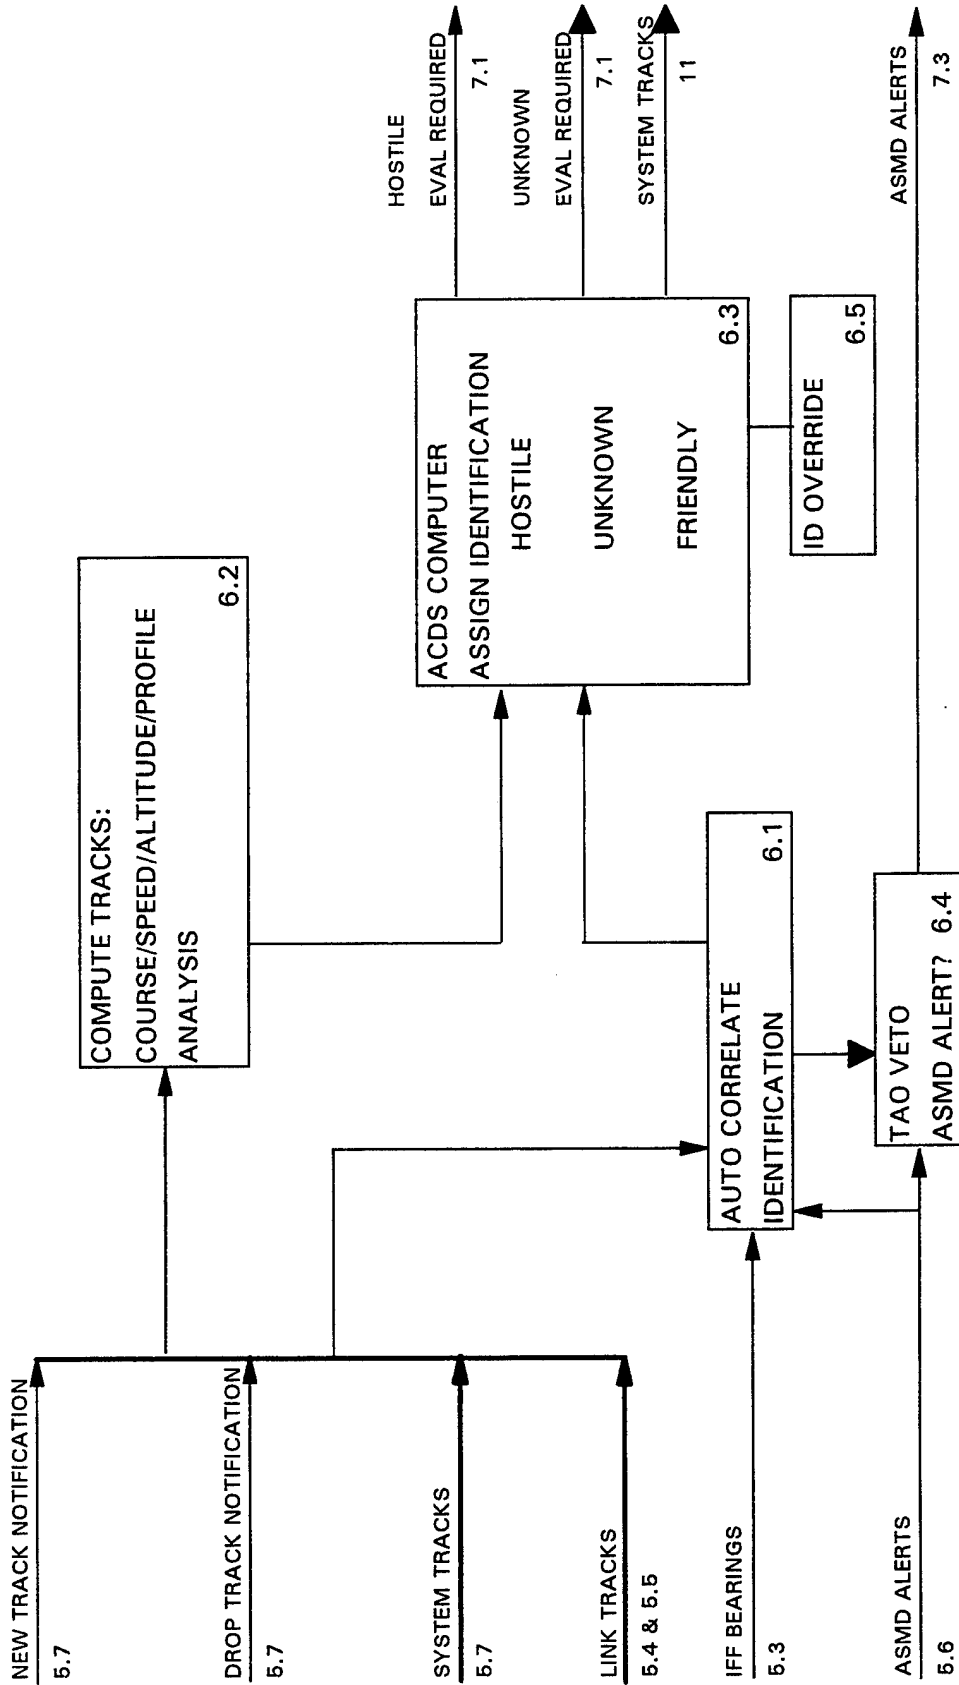 NEW TRACK NOTIFICATION
5.7
DROP TRACK NOTIFICATION
5.7
SYSTEM TRACKS
5.7
LINK TRACKS
5.4 & 5.5
IFF BEARINGS
5.3
ASMD ALERTS
5.6
COMPUTE TRACKS:
COURSE/SPEED/ALTITUDE/PROFILE
ANALYSIS
6.2
AUTO CORRELATE
IDENTIFICATION
6.1
TAO VETO
ASMD ALERT? 6.4
ACDS COMPUTER
ASSIGN IDENTIFICATION
HOSTILE
UNKNOWN
FRIENDLY
6.3
ID OVERRIDE
6.5
HOSTILE
EVAL REQUIRED
7.1
UNKNOWN
EVAL REQUIRED
7.1
SYSTEM TRACKS
11
ASMD ALERTS
7.3